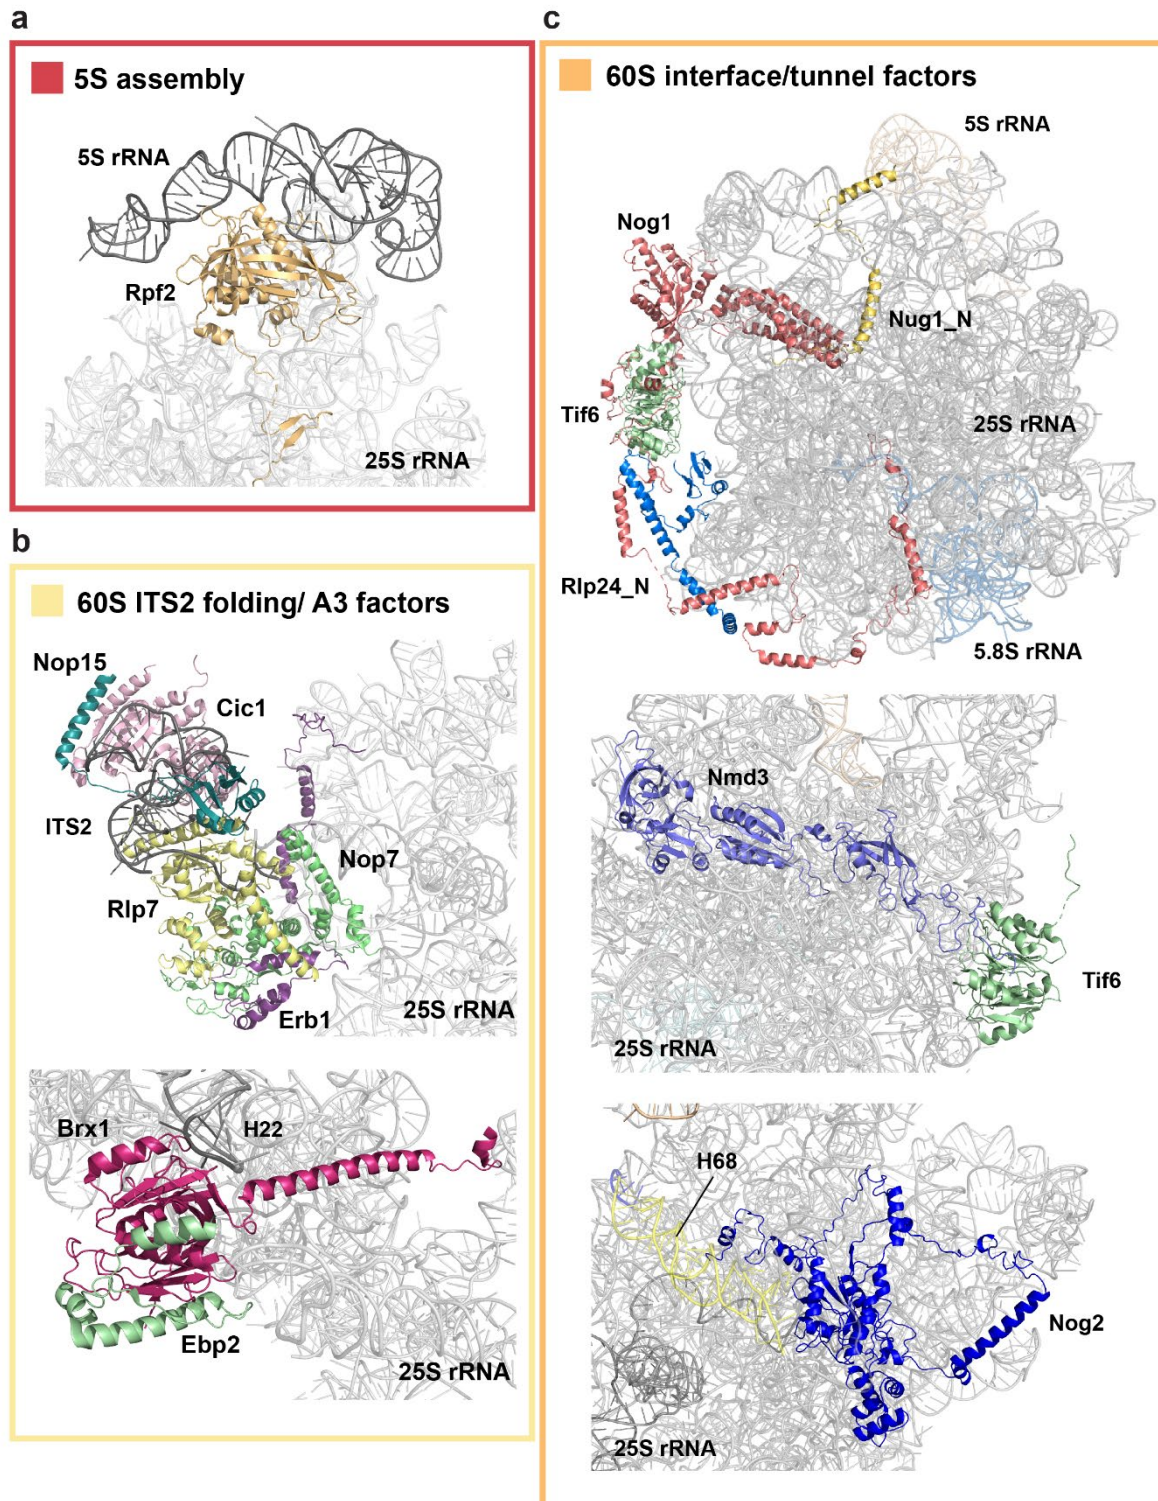 a
5S assembly
5S rRNA
Rpf2
25S rRNA
b
60S ITS2 folding/ A3 factors
Nop15
Cic1
ITS2
Nop7
Rlp7
Erb1
25S rRNA
Brx1
H22
Ebp2
25S rRNA
c
60S interface/tunnel factors
5S rRNA
Nog1
Nug1_N
Tif6
25S rRNA
Rlp24_N
5.8S rRNA
Nmd3
Tif6
25S rRNA
H68
Nog2
25S rRNA